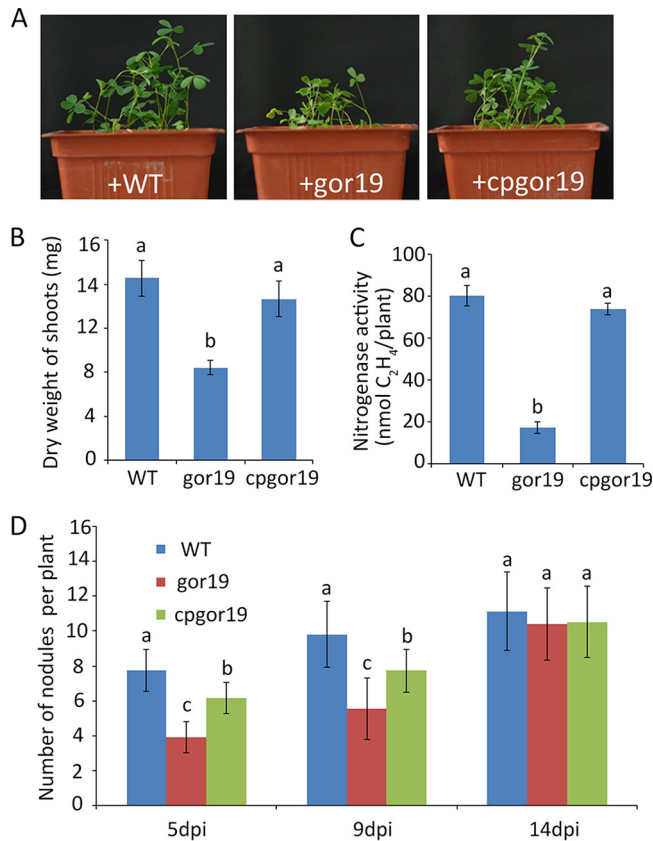 A
+WT
+gor19
+cpgor19
B
Dry weight of shoots (mg)
16
14
12
8
4
0
a
b
a
WT
gor19
cpgor19
C
Nitrogenase activity
(nmol C₂H₄/plant)
80
80
60
40
20
0
a
b
a
WT
gor19
cpgor19
D
Number of nodules per plant
16
14
12
10
8
6
4
2
0
WT
gor19
cpgor19
a
c
b
a
c
b
a
a
a
5dpi
9dpi
14dpi